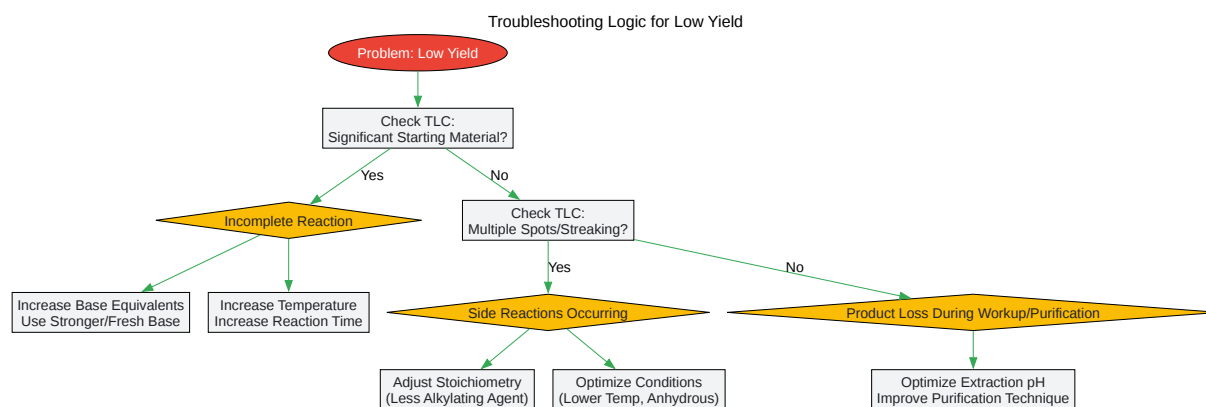 Troubleshooting Logic for Low Yield
Problem: Low Yield
Check TLC:
Significant Starting Material?
Yes
No
Incomplete Reaction
Check TLC:
Multiple Spots/Streaking?
Yes
No
Increase Base Equivalents
Use Stronger/Fresh Base
Increase Temperature
Increase Reaction Time
Side Reactions Occurring
Product Loss During Workup/Purification
Adjust Stoichiometry
(Less Alkylating Agent)
Optimize Conditions
(Lower Temp, Anhydrous)
Optimize Extraction pH
Improve Purification Technique